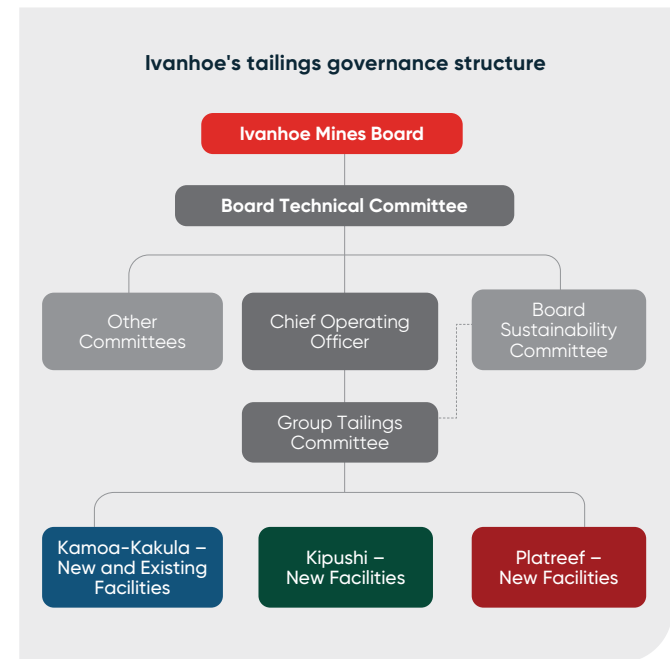 Ivanhoe's tailings governance structure
Ivanhoe Mines Board
Board Technical Committee
Other
Committees
Chief Operating
Officer
Board
Sustainability
Committee
Group Tailings
Committee
Kamoa-Kakula –
New and Existing
Facilities
Kipushi –
New Facilities
Platreef –
New Facilities